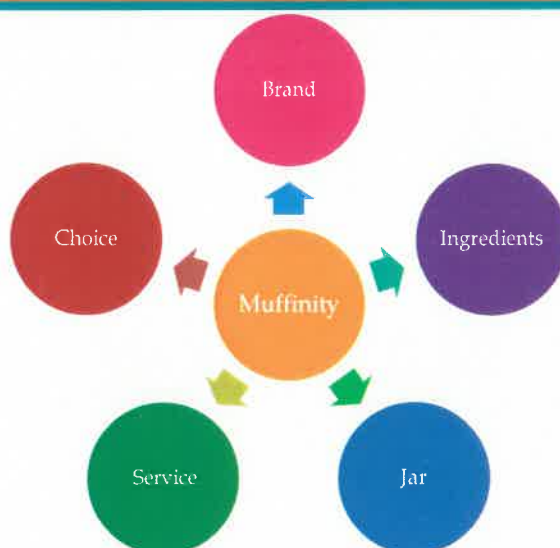 Brand
Choice
Ingredients
Muffinity
Service
Jar